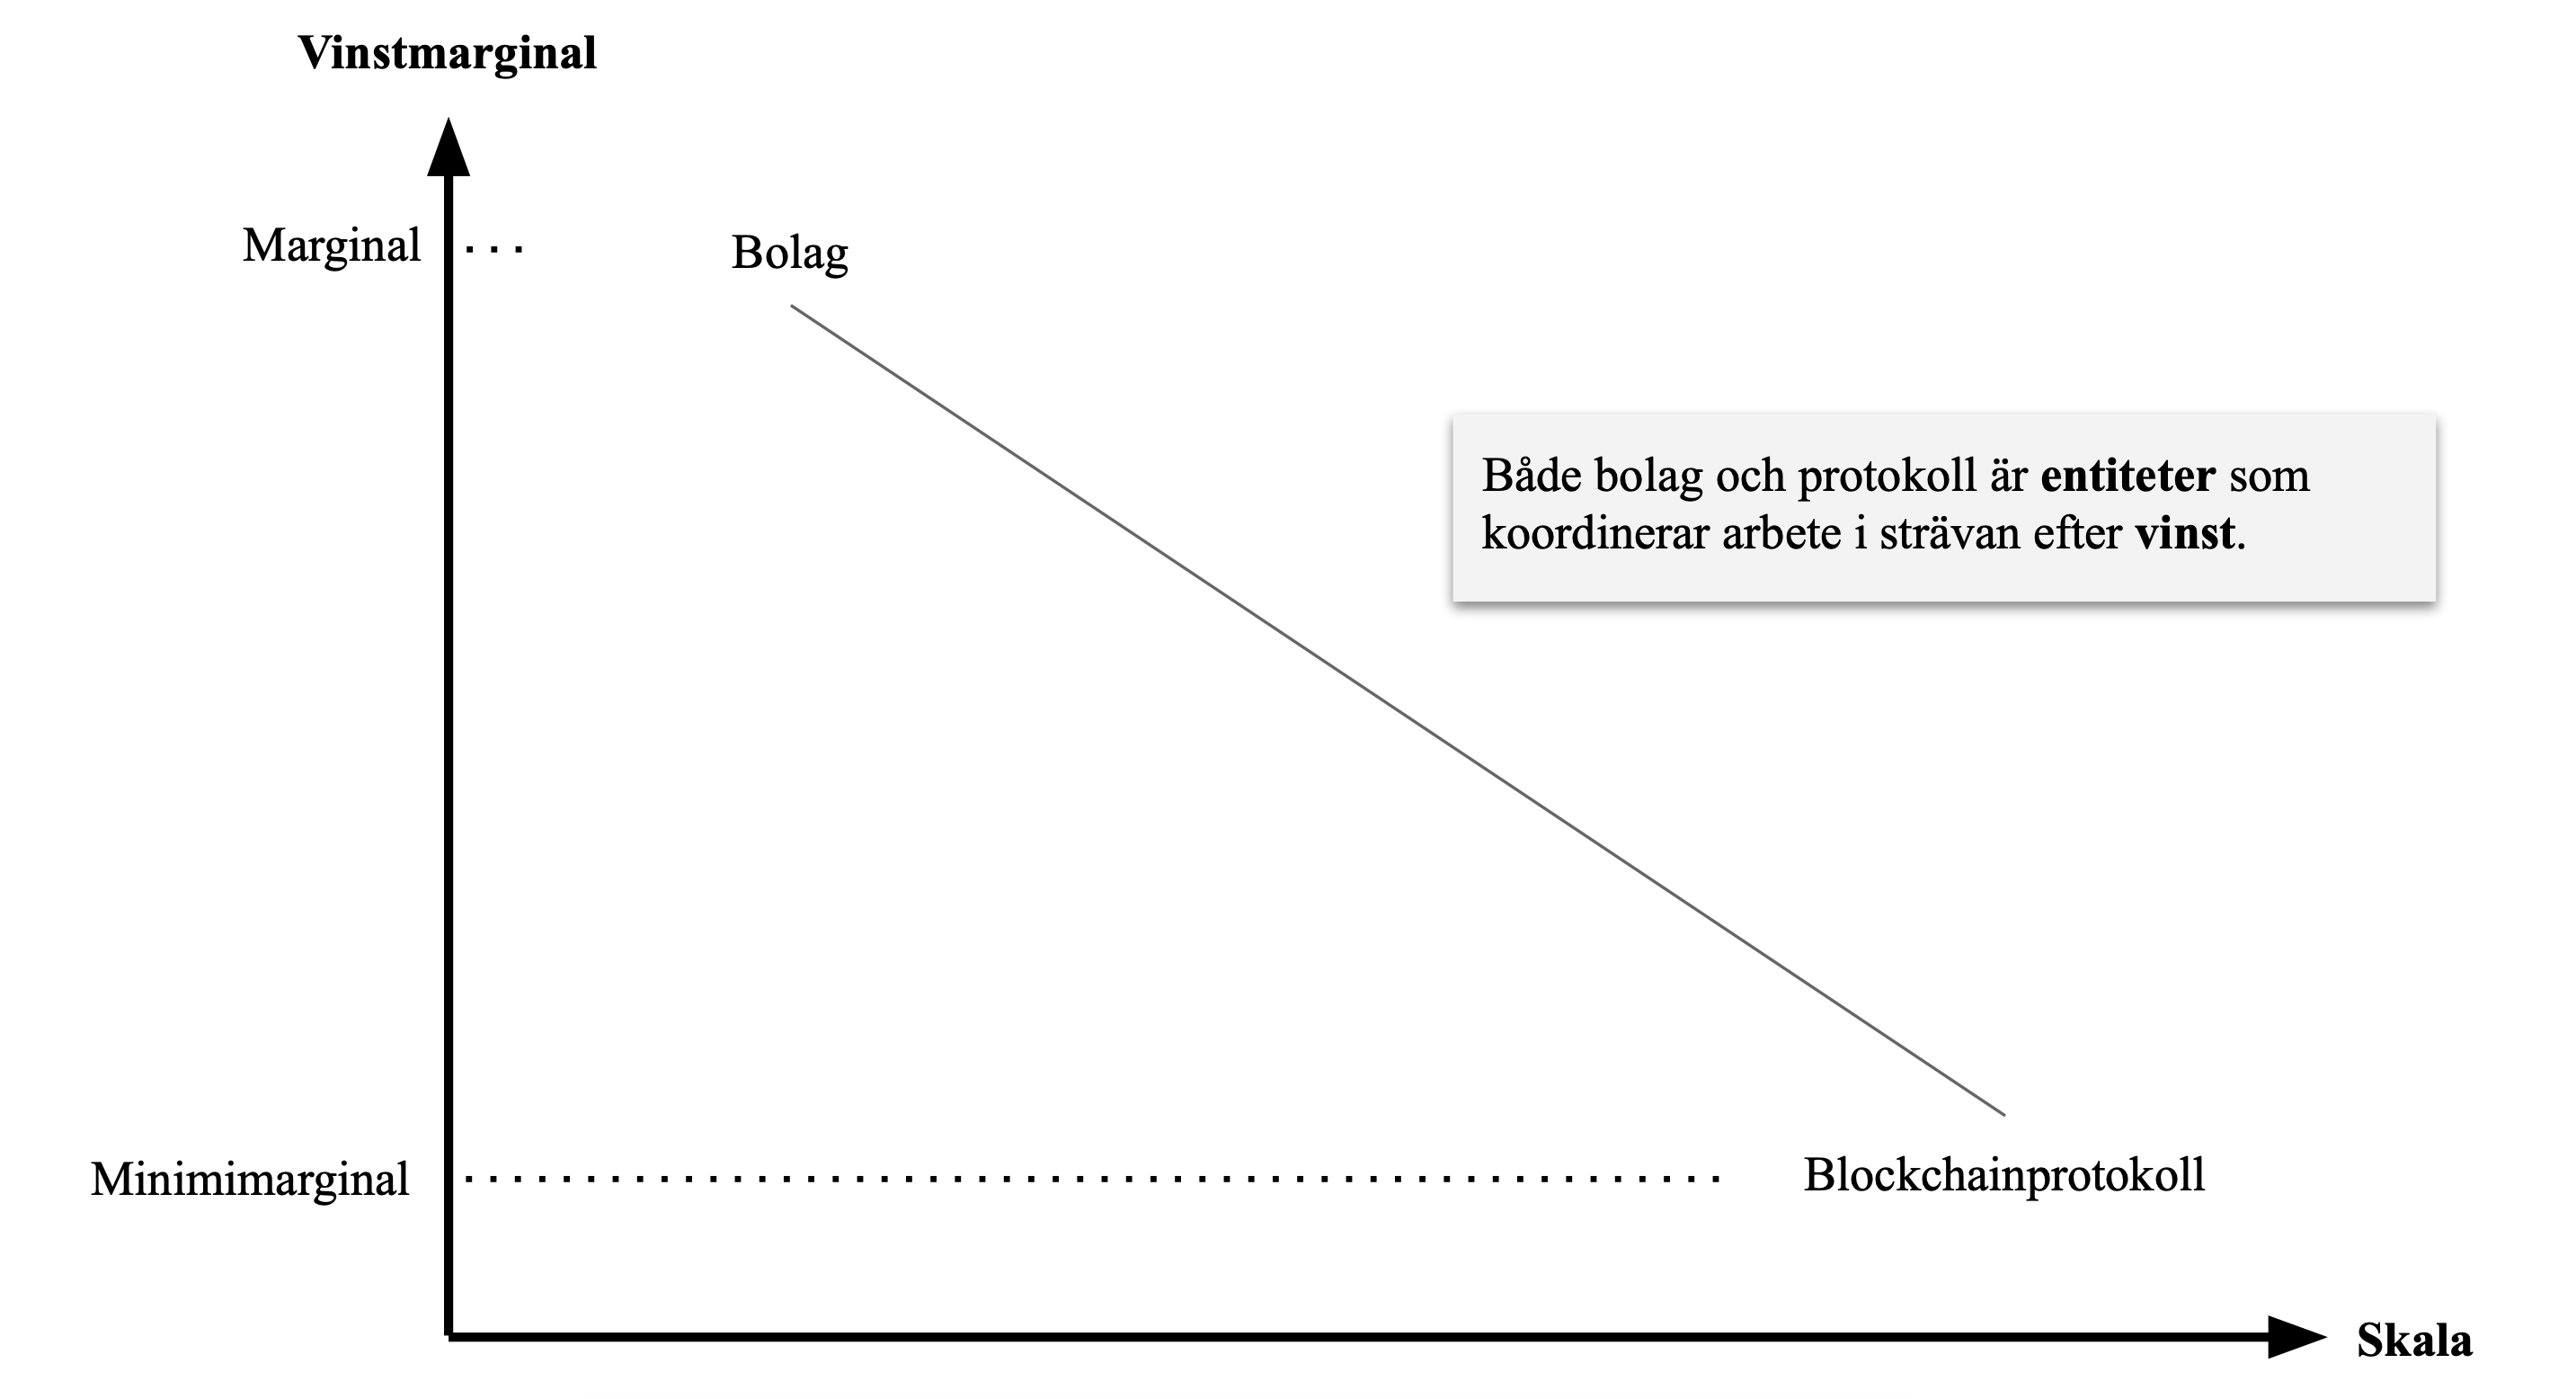 Vinstmarginal
Marginal
Bolag
Både bolag och protokoll är entiteter som
koordinerar arbete i strävan efter vinst.
Minimimarginal
Blockchainprotokoll
Skala